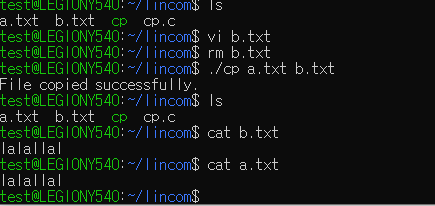 test@LEGIONY540:~/lincom$ ls
a.txt  b.txt  cp  cp.c
test@LEGIONY540:~/lincom$ vi b.txt
test@LEGIONY540:~/lincom$ rm b.txt
test@LEGIONY540:~/lincom$ ./cp a.txt b.txt
File copied successfully.
test@LEGIONY540:~/lincom$ ls
a.txt  b.txt  cp  cp.c
test@LEGIONY540:~/lincom$ cat b.txt
lalallal
test@LEGIONY540:~/lincom$ cat a.txt
lalallal
test@LEGIONY540:~/lincom$